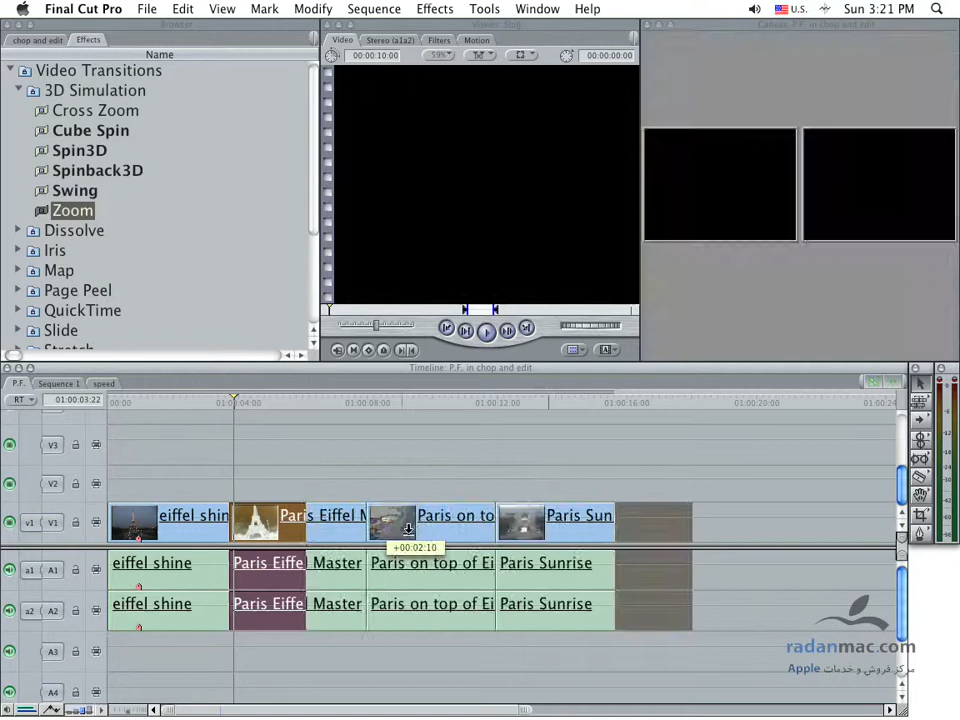 Final Cut Pro File Edit View Mark Modify Sequence Effects Tools Window Help U.S. Sun 3:21 PM
Browser
Viewer: Slug
Canvas: P.F. in chop and edit
chop and edit Effects
Video Stereo (a1a2) Filters Motion
Name
00:00:10:00 59% 00:00:00:00
Video Transitions
3D Simulation
Cross Zoom
Cube Spin
Spin3D
Spinback3D
Swing
Zoom
Dissolve
Iris
Map
Page Peel
QuickTime
Slide
Stretch
Timeline: P.F. in chop and edit
P.F. Sequence 1 speed
RT 01:00:03:22 00:00 01:00:04:00 01:00:08:00 01:00:12:00 01:00:16:00 01:00:20:00 01:00:24
V3
V2
v1 V1 eiffel shin Paris Eiffel M Paris on to Paris Sun
+00:02:10
a1 A1 eiffel shine Paris Eiffe Master Paris on top of Ei Paris Sunrise
a2 A2 eiffel shine Paris Eiffe Master Paris on top of Ei Paris Sunrise
A3
A4
radanmac.com
مرکز فروش و خدمات Apple